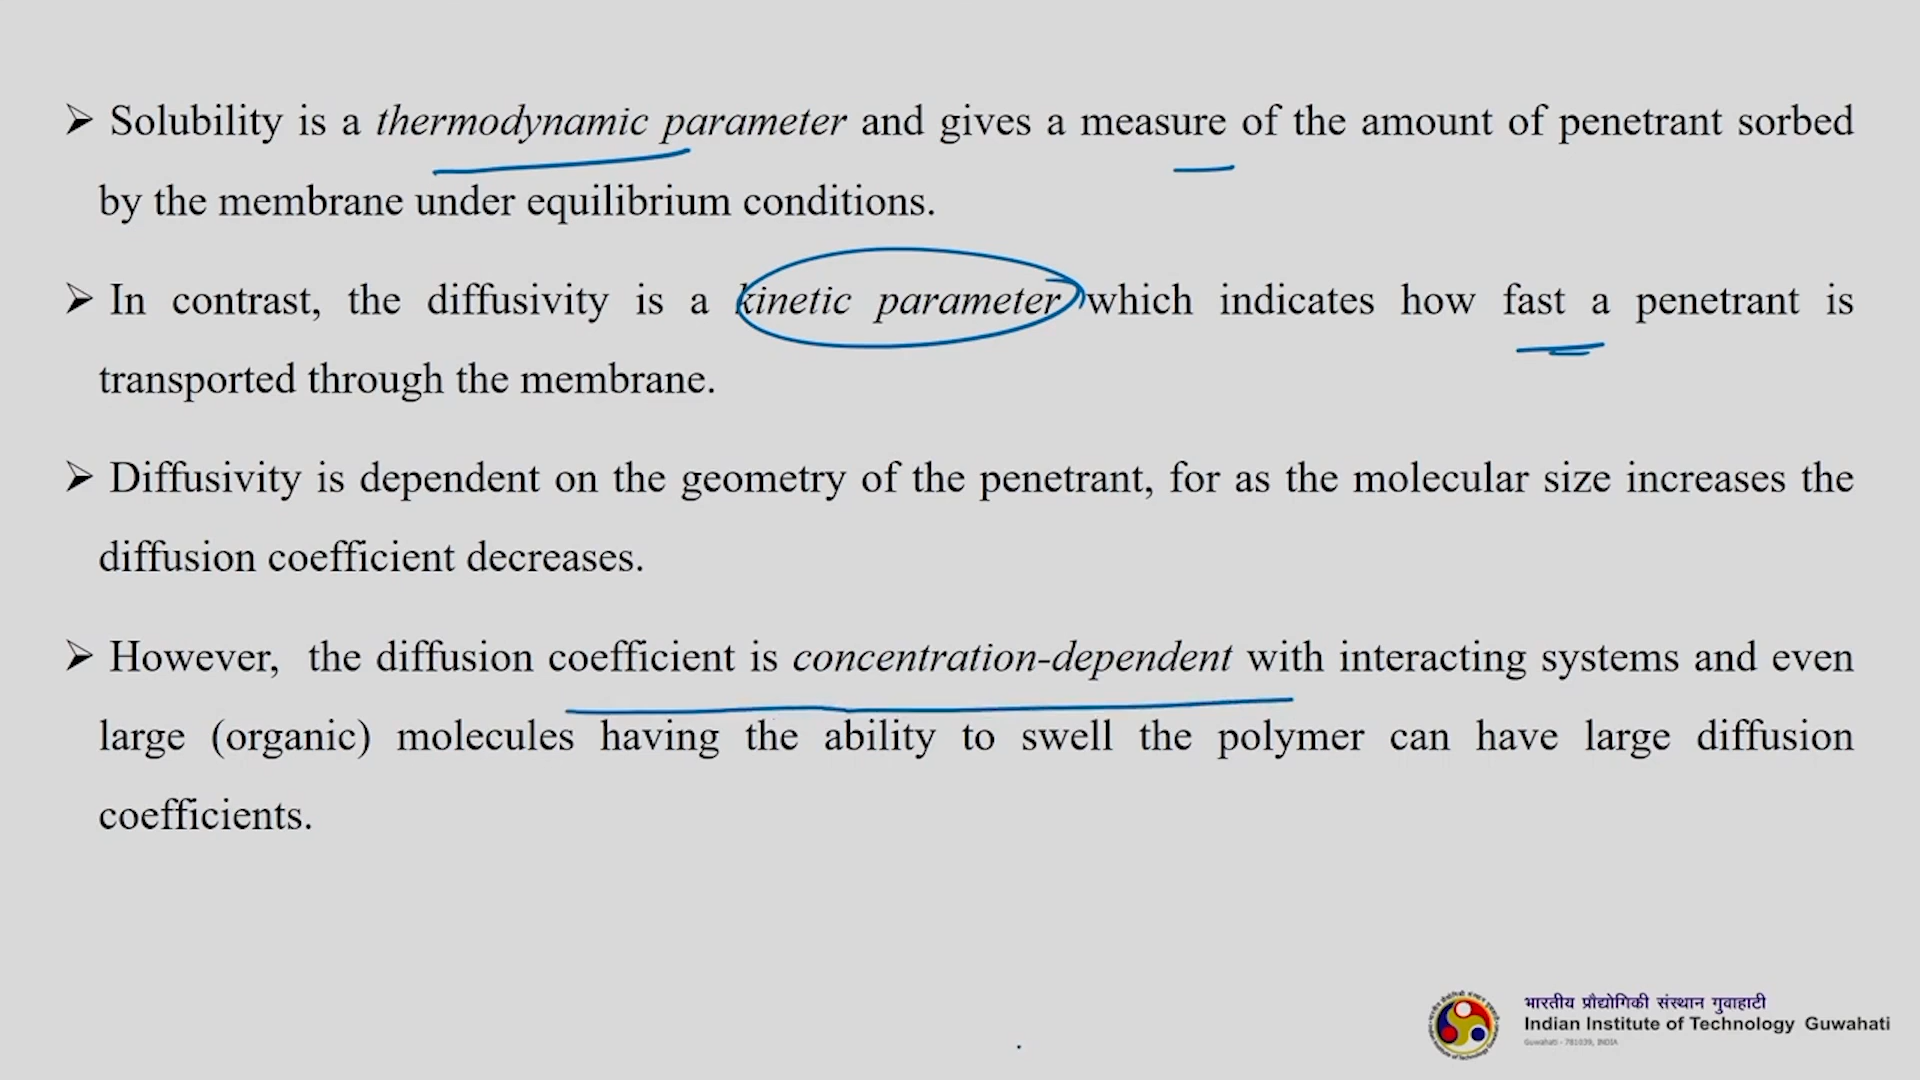 ➢ Solubility is a thermodynamic parameter and gives a measure of the amount of penetrant sorbed
by the membrane under equilibrium conditions.
➢ In contrast, the diffusivity is a kinetic parameter which indicates how fast a penetrant is
transported through the membrane.
➢ Diffusivity is dependent on the geometry of the penetrant, for as the molecular size increases the
diffusion coefficient decreases.
➢ However, the diffusion coefficient is concentration-dependent with interacting systems and even
large (organic) molecules having the ability to swell the polymer can have large diffusion
coefficients.
भारतीय प्रौद्योगिकी संस्थान गुवाहाटी
Indian Institute of Technology Guwahati
Guwahati - 781039, INDIA